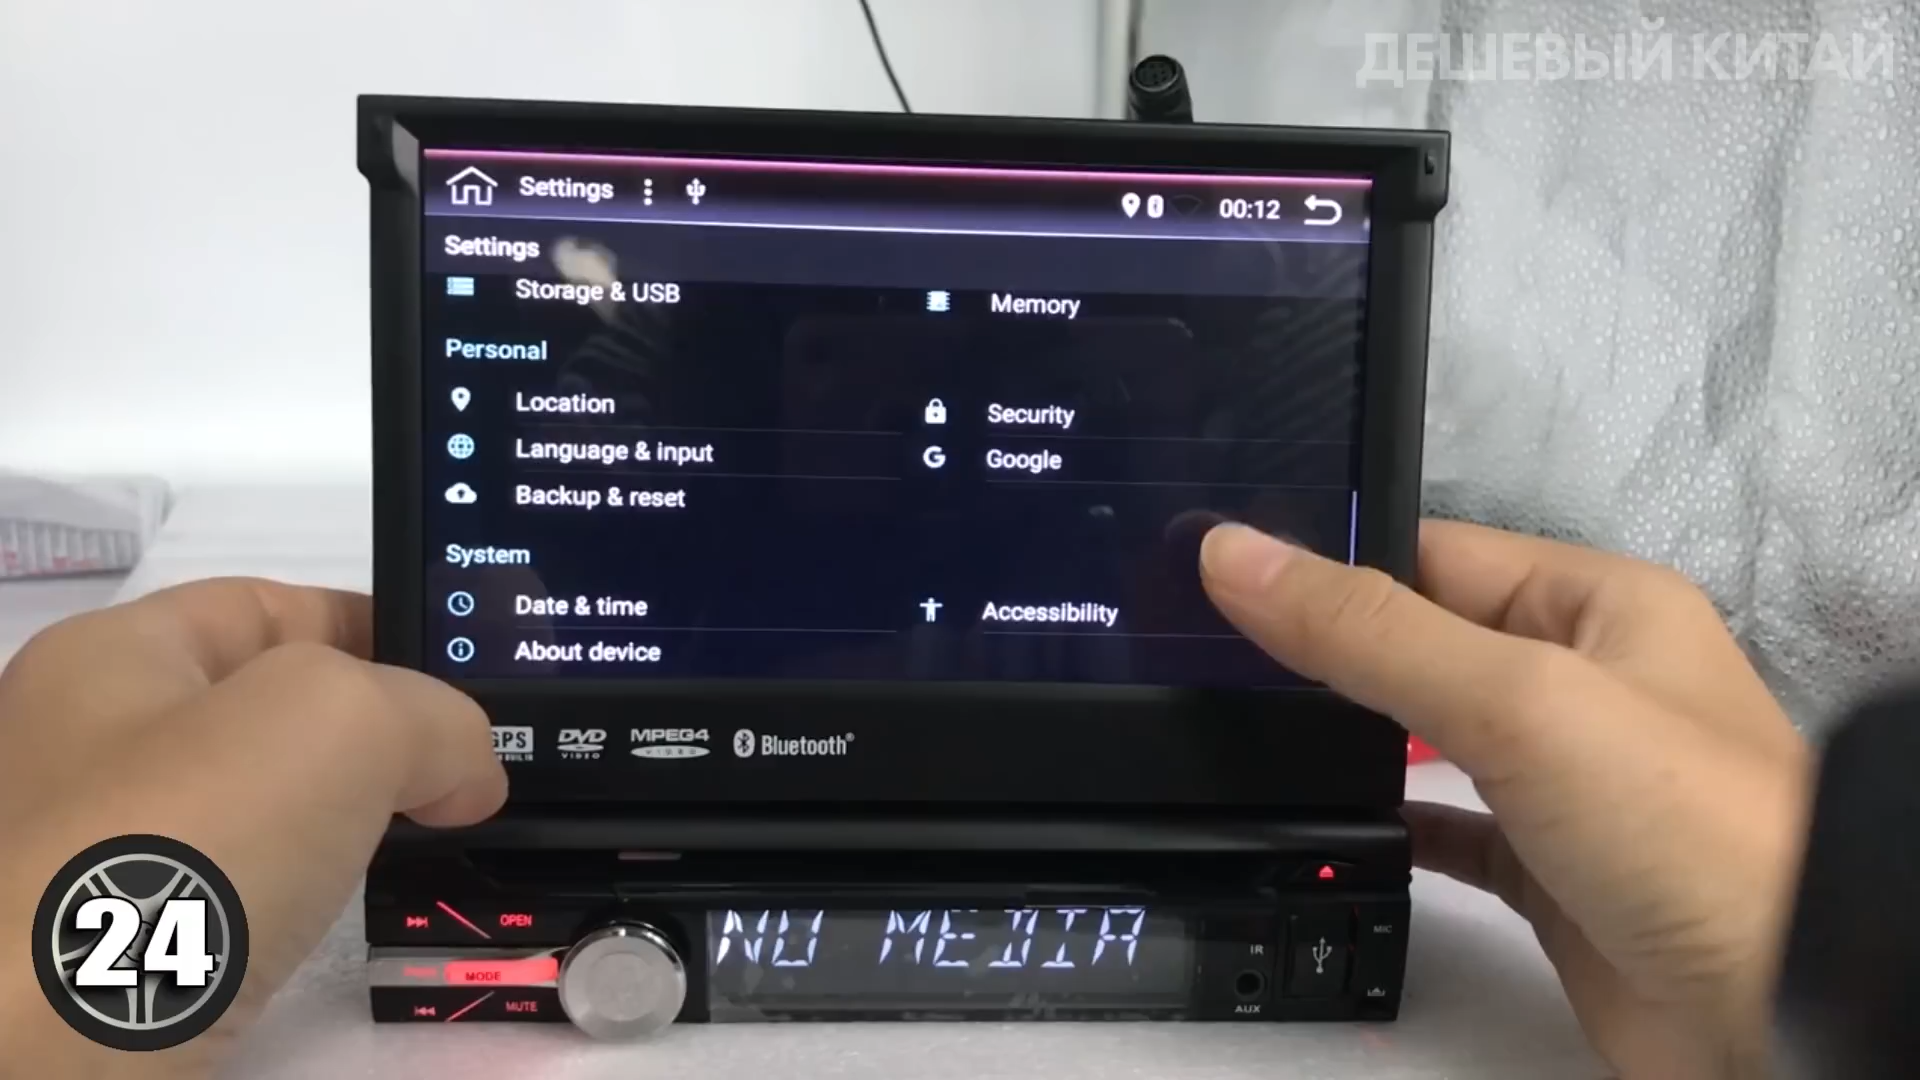 ДЕШЕВЫЙ КИТАЙ
Settings
00:12
Settings
Storage & USB
Memory
Personal
Location
Security
Language & input
Google
Backup & reset
System
Date & time
Accessibility
About device
GPS
DVD
VIDEO
MPEG4
VIDEO
Bluetooth®
OPEN
MODE
MUTE
NO MEDIA
IR
AUX
MIC
24